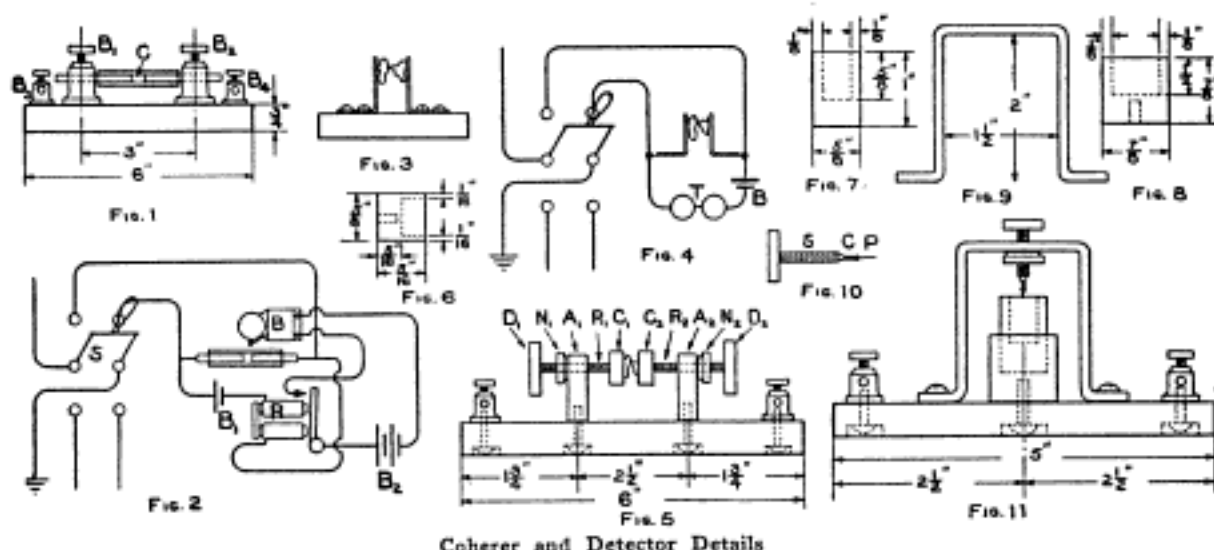 B₁ B₂
C
B₃ B₄
3"
6"
FIG. 1
FIG. 3
T
B
FIG. 4
FIG. 7
2"
1½"
FIG. 9
FIG. 8
FIG. 6
S C P
FIG. 10
S
B
B₁
R
B₂
FIG. 2
D₁ N₁ A₁ R₁ C₁ C₂ R₂ A₂ N₂ D₂
1¾" 2½" 1¾"
6"
FIG. 5
5"
2½" 2½"
FIG. 11
Coherer and Detector Details